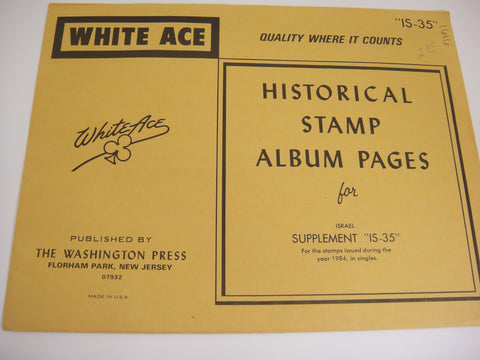 WHITE ACE
"IS-35"
QUALITY WHERE IT COUNTS
White Ace
HISTORICAL
STAMP
ALBUM PAGES
for
ISRAEL
SUPPLEMENT "IS-35"
For the stamps issued during the
year 1984, in singles.
PUBLISHED BY
THE WASHINGTON PRESS
FLORHAM PARK, NEW JERSEY
07932
MADE IN U.S.A